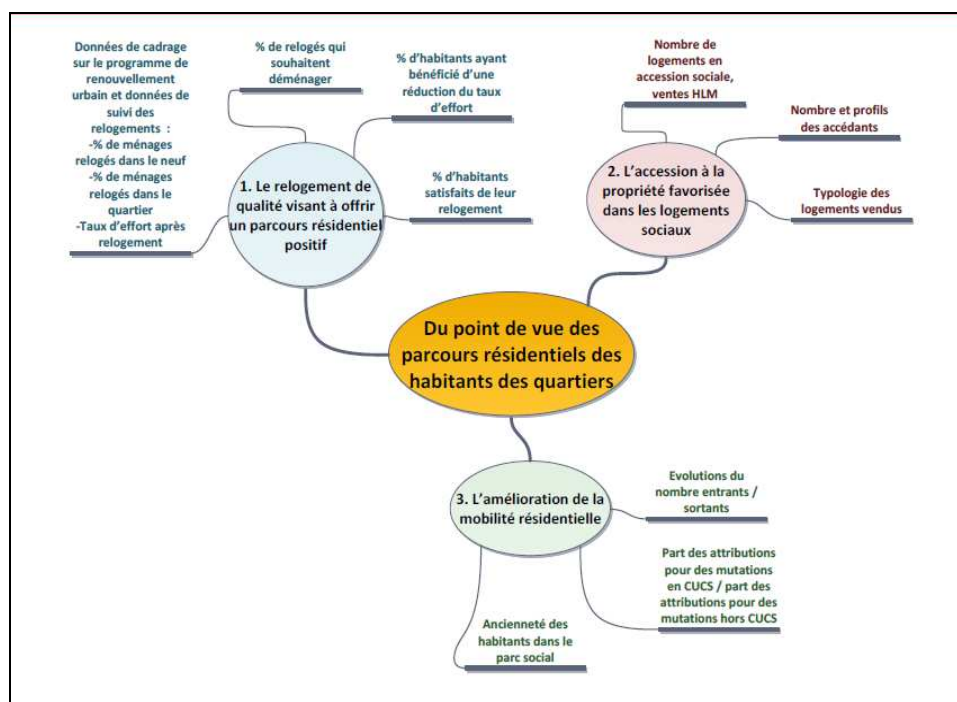 Données de cadrage
sur le programme de
renouvellement
urbain et données de
suivi des
relogements :
-% de ménages
relogés dans le neuf
-% de ménages
relogés dans le
quartier
-Taux d'effort après
relogement
% de relogés qui
souhaitent
déménager
% d'habitants ayant
bénéficié d'une
réduction du taux
d'effort
% d'habitants
satisfaits de leur
relogement
1. Le relogement de
qualité visant à offrir
un parcours résidentiel
positif
Nombre de
logements en
accession sociale,
ventes HLM
Nombre et profils
des accédants
Typologie des
logements vendus
2. L'accession à la
propriété favorisée
dans les logements
sociaux
Du point de vue des
parcours résidentiels des
habitants des quartiers
3. L'amélioration de la
mobilité résidentielle
Evolutions du
nombre entrants /
sortants
Part des attributions
pour des mutations
en CUCS / part des
attributions pour des
mutations hors CUCS
Ancienneté des
habitants dans le
parc social